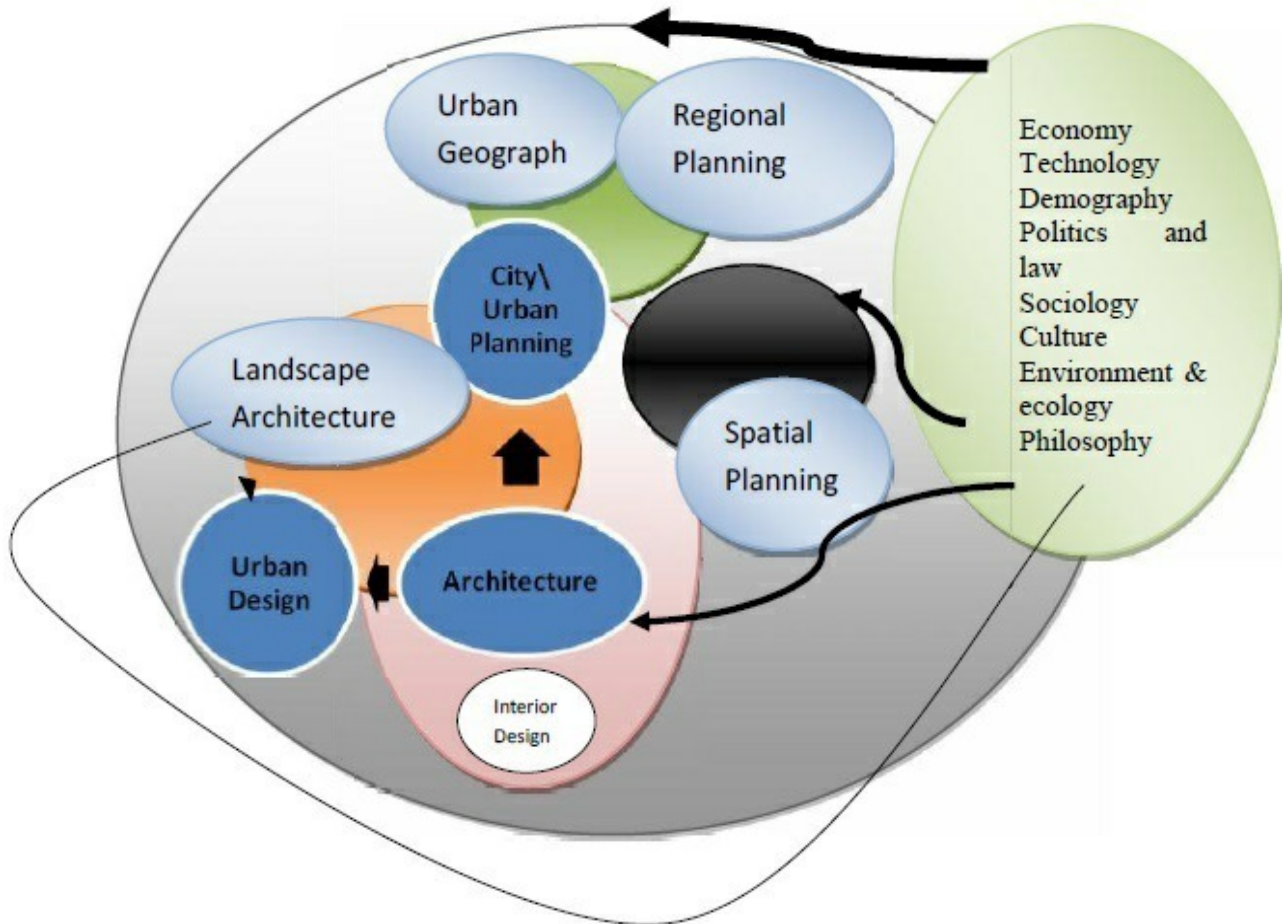 Urban
Geograph
Regional
Planning
Economy
Technology
Demography
Politics and
law
Sociology
Culture
Environment &
ecology
Philosophy
City\
Urban
Planning
Landscape
Architecture
Spatial
Planning
Urban
Design
Architecture
Interior
Design